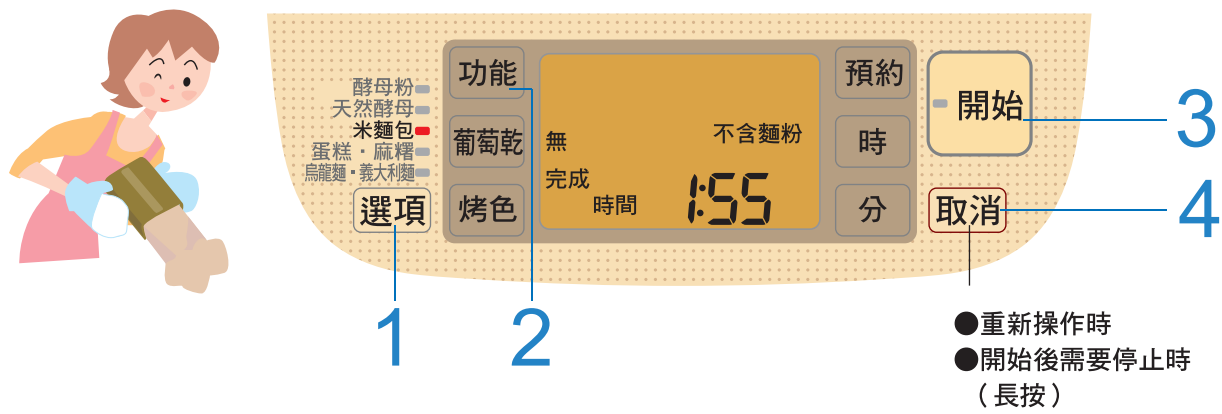 酵母粉
天然酵母
米麵包
蛋糕・麻糬
烏龍麵・義大利麵
選項
功能
葡萄乾
烤色
無
不含麵粉
完成
時間
1:55
預約
時
分
開始
取消
1
2
3
4
●重新操作時
●開始後需要停止時
（長按）